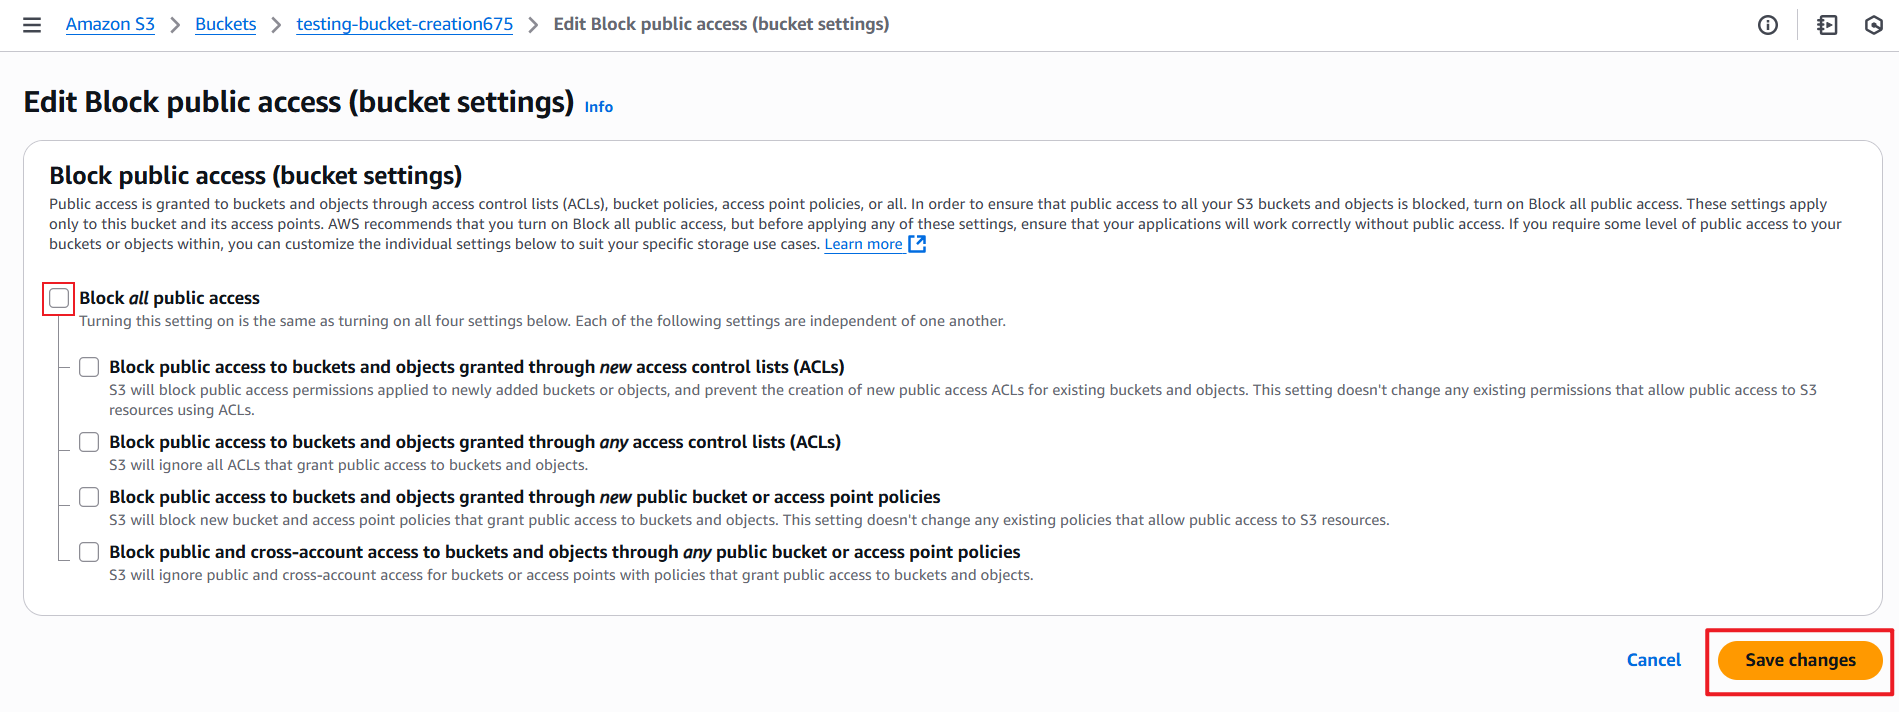 Amazon S3 > Buckets > testing-bucket-creation675 > Edit Block public access (bucket settings)
Edit Block public access (bucket settings) Info
Block public access (bucket settings)
Public access is granted to buckets and objects through access control lists (ACLs), bucket policies, access point policies, or all. In order to ensure that public access to all your S3 buckets and objects is blocked, turn on Block all public access. These settings apply
only to this bucket and its access points. AWS recommends that you turn on Block all public access, but before applying any of these settings, ensure that your applications will work correctly without public access. If you require some level of public access to your
buckets or objects within, you can customize the individual settings below to suit your specific storage use cases. Learn more
Block all public access
Turning this setting on is the same as turning on all four settings below. Each of the following settings are independent of one another.
Block public access to buckets and objects granted through new access control lists (ACLs)
S3 will block public access permissions applied to newly added buckets or objects, and prevent the creation of new public access ACLs for existing buckets and objects. This setting doesn't change any existing permissions that allow public access to S3
resources using ACLs.
Block public access to buckets and objects granted through any access control lists (ACLs)
S3 will ignore all ACLs that grant public access to buckets and objects.
Block public access to buckets and objects granted through new public bucket or access point policies
S3 will block new bucket and access point policies that grant public access to buckets and objects. This setting doesn't change any existing policies that allow public access to S3 resources.
Block public and cross-account access to buckets and objects through any public bucket or access point policies
S3 will ignore public and cross-account access for buckets or access points with policies that grant public access to buckets and objects.
Cancel Save changes